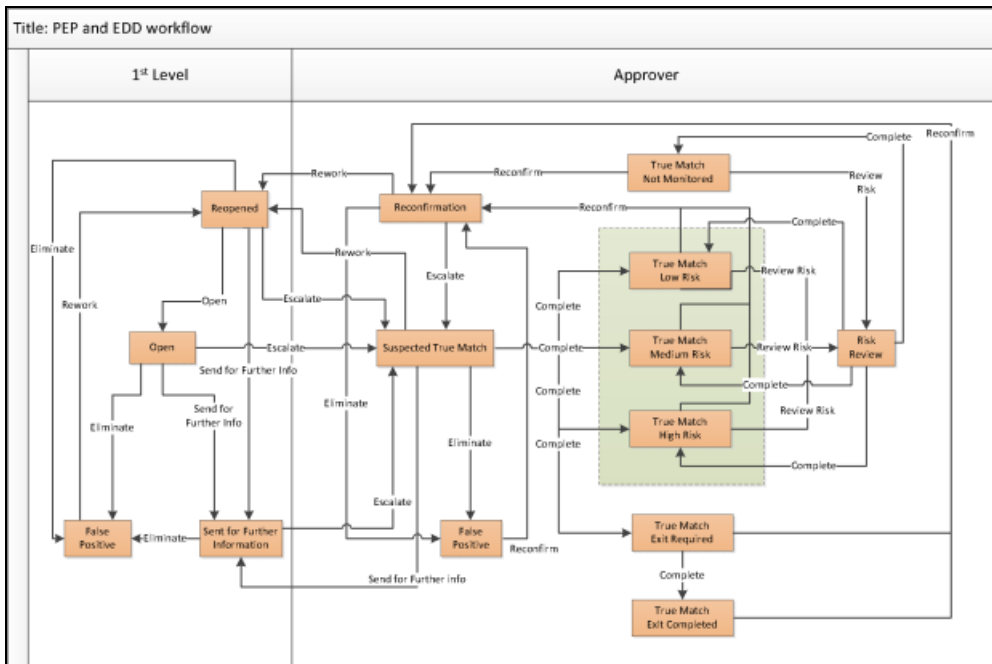 Title: PEP and EDD workflow
1st Level
Approver
Complete
Reconfirm
True Match
Not Monitored
Rework
Reconfirm
Review
Risk
Reopened
Reconfirmation
Reconfirm
Complete
Eliminate
Rework
True Match
Low Risk
Review Risk
Escalate
Rework
Open
Escalate
Complete
Open
Escalate
Suspected True Match
Complete
True Match
Medium Risk
Review Risk
Risk
Review
Send for Further Info
Complete
Complete
Send for
Further Info
Eliminate
Review Risk
Eliminate
Eliminate
True Match
High Risk
Complete
Complete
Escalate
False
Positive
Eliminate
Sent for Further
Information
False
Positive
Reconfirm
True Match
Exit Required
Send for Further info
Complete
True Match
Exit Completed